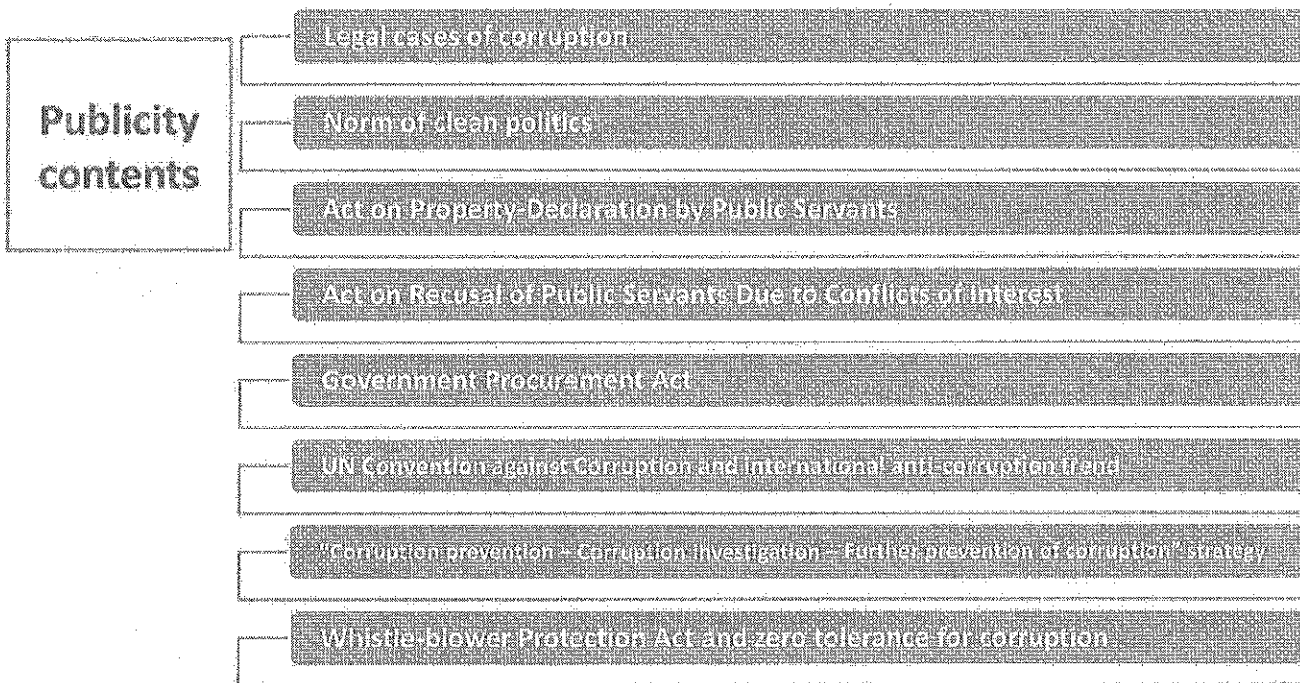 Publicity
contents
Legal cases of corruption
Norm of clean politics
Act on Property-Declaration by Public Servants
Act on Recusal of Public Servants Due to Conflicts of Interest
Government Procurement Act
UN Convention against Corruption and international anti-corruption trend
"Corruption prevention – Corruption investigation – Further prevention of corruption" strategy
Whistle-blower Protection Act and zero tolerance for corruption